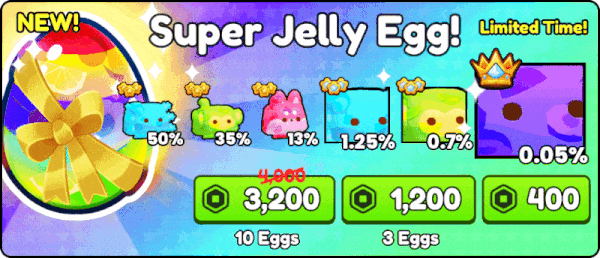 NEW!
Super Jelly Egg!
Limited Time!
50%
35%
13%
1.25%
0.7%
0.05%
4,000
3,200
1,200
400
10 Eggs
3 Eggs